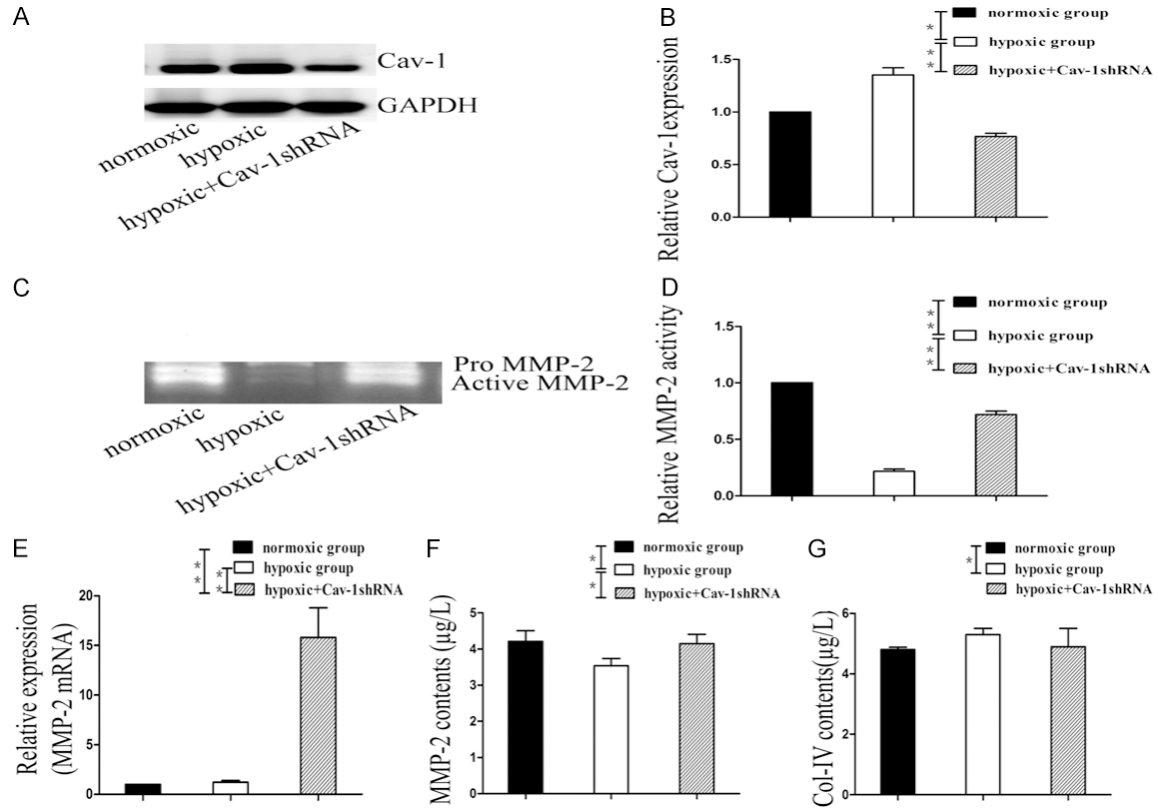 A
Cav-1
GAPDH
normoxic
hypoxic
hypoxic+Cav-1shRNA
B
normoxic group
hypoxic group
hypoxic+Cav-1shRNA
*
**
Relative Cav-1expression
1.5
1.0
0.5
0.0
C
Pro MMP-2
Active MMP-2
normoxic
hypoxic
hypoxic+Cav-1shRNA
D
normoxic group
hypoxic group
hypoxic+Cav-1shRNA
**
**
Relative MMP-2 activity
1.5
1.0
0.5
0.0
E
normoxic group
hypoxic group
hypoxic+Cav-1shRNA
**
**
Relative expression
(MMP-2 mRNA)
20
15
10
5
0
F
normoxic group
hypoxic group
hypoxic+Cav-1shRNA
*
*
MMP-2 contents (µg/L)
5
4
3
2
1
0
G
normoxic group
hypoxic group
hypoxic+Cav-1shRNA
*
Col-IV contents(µg/L)
6
4
2
0